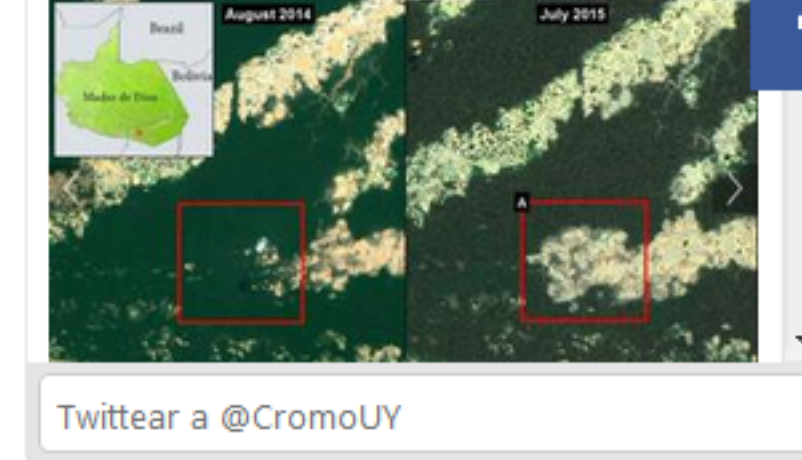 August 2014
July 2015
Brazil
Bolivia
Madre de Dios
A
Twittear a @CromoUY